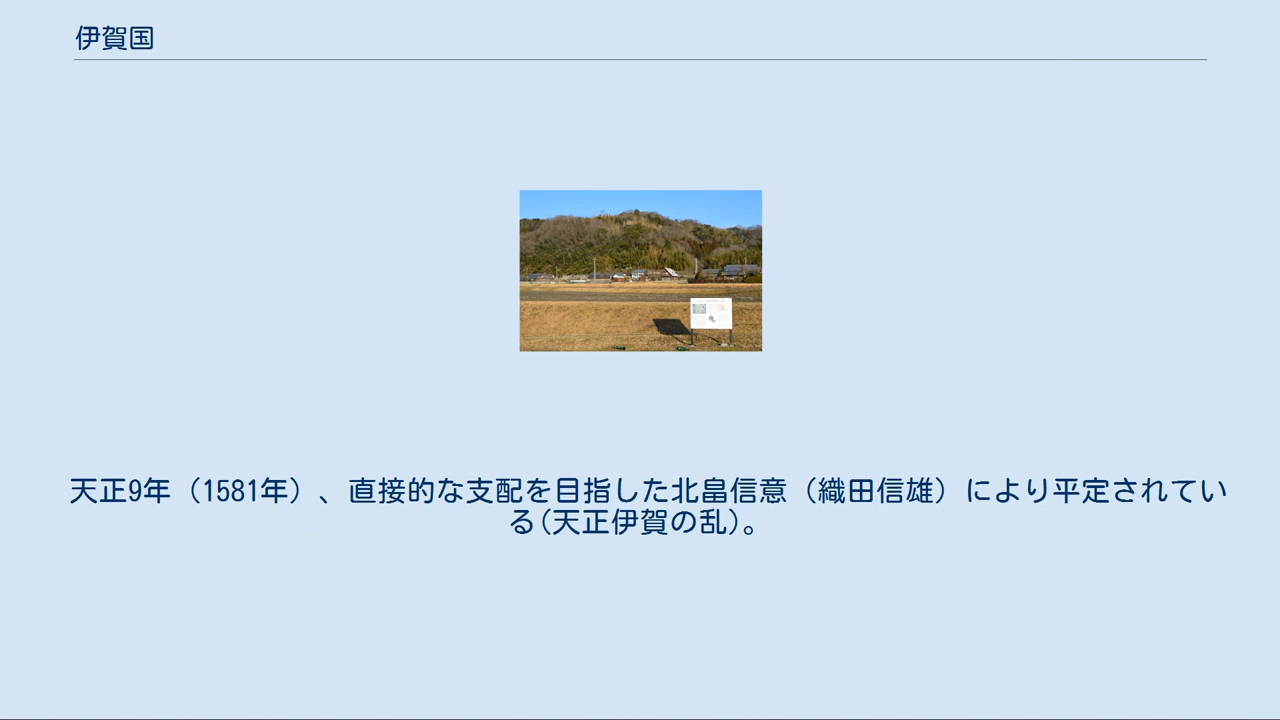 伊賀国
天正9年（1581年）、直接的な支配を目指した北畠信意（織田信雄）により平定されてい
る(天正伊賀の乱)。